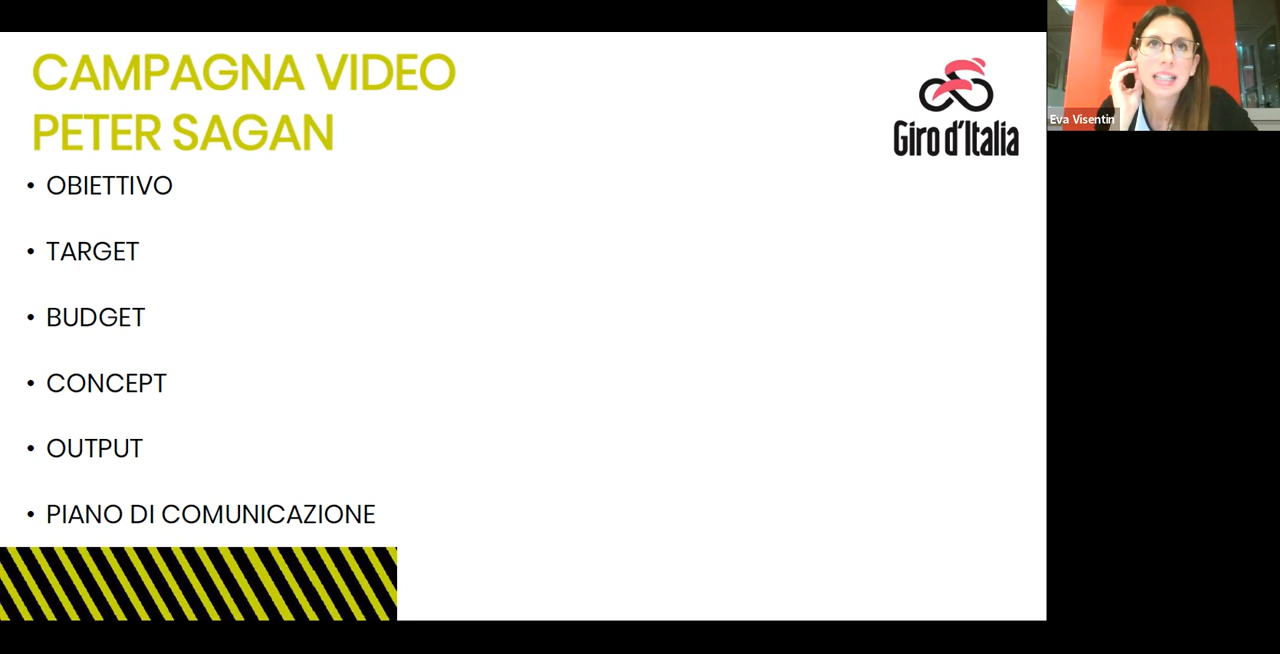 CAMPAGNA VIDEO
PETER SAGAN
Giro d'Italia
• OBIETTIVO
• TARGET
• BUDGET
• CONCEPT
• OUTPUT
• PIANO DI COMUNICAZIONE
Eva Visentin